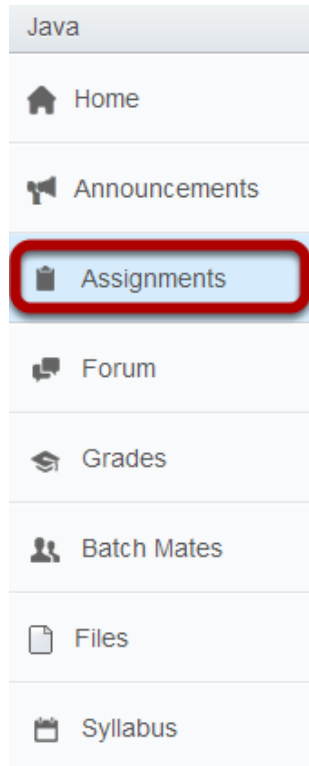 Java
Home
Announcements
Assignments
Forum
Grades
Batch Mates
Files
Syllabus